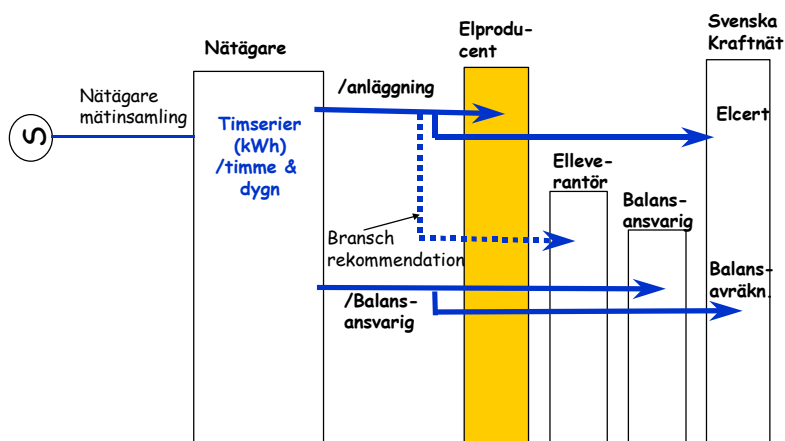 Nätägare
Elprodu-
cent
Svenska
Kraftnät
Nätägare
mätinsamling
S
/anläggning
Timserier
(kWh)
/timme &
dygn
Elcert
Elleve-
rantör
Balans-
ansvarig
Bransch
rekommendation
Balans-
avräkn.
/Balans-
ansvarig